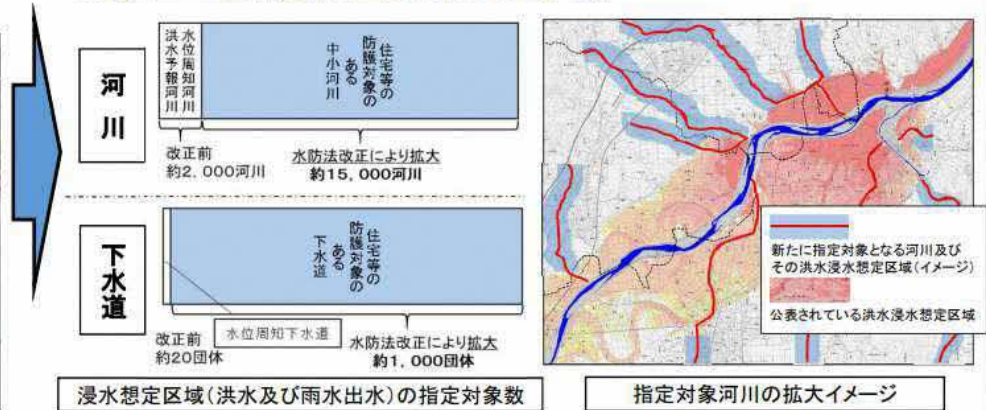 河
川
洪水予報河川
水位周知河川
住宅等の
防護対象の
ある
中小河川
改正前
約2,000河川
水防法改正により拡大
約15,000河川
下
水
道
住宅等の
防護対象の
ある
下水道
水位周知下水道
改正前
約20団体
水防法改正により拡大
約1,000団体
浸水想定区域(洪水及び雨水出水)の指定対象数
新たに指定対象となる河川及び
その洪水浸水想定区域(イメージ)
公表されている洪水浸水想定区域
指定対象河川の拡大イメージ